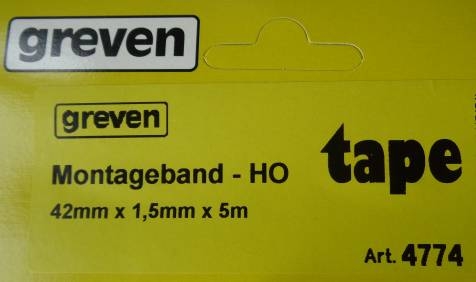 greven
greven
Montageband - HO
tape
42mm x 1,5mm x 5m
Art. 4774